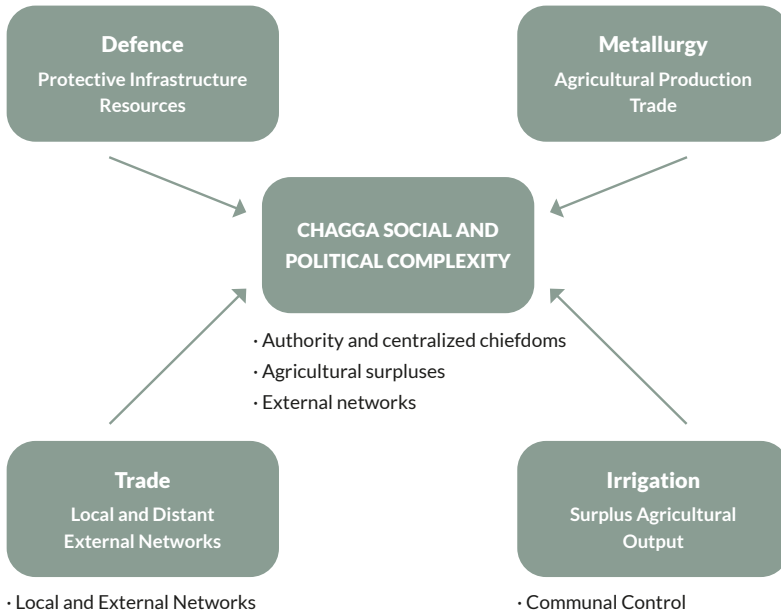 Defence
Protective Infrastructure
Resources
Metallurgy
Agricultural Production
Trade
CHAGGA SOCIAL AND
POLITICAL COMPLEXITY
· Authority and centralized chiefdoms
· Agricultural surpluses
· External networks
Trade
Local and Distant
External Networks
· Local and External Networks
Irrigation
Surplus Agricultural
Output
· Communal Control